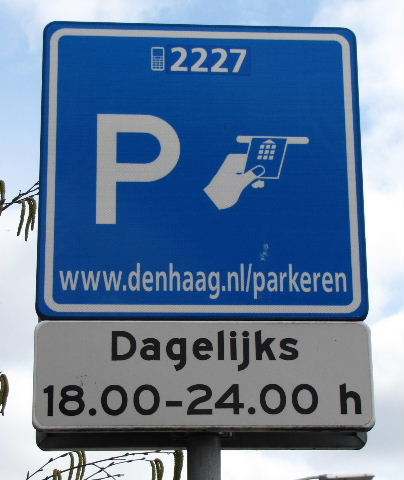 2227
P
www.denhaag.nl/parkeren
Dagelijks
18.00-24.00 h